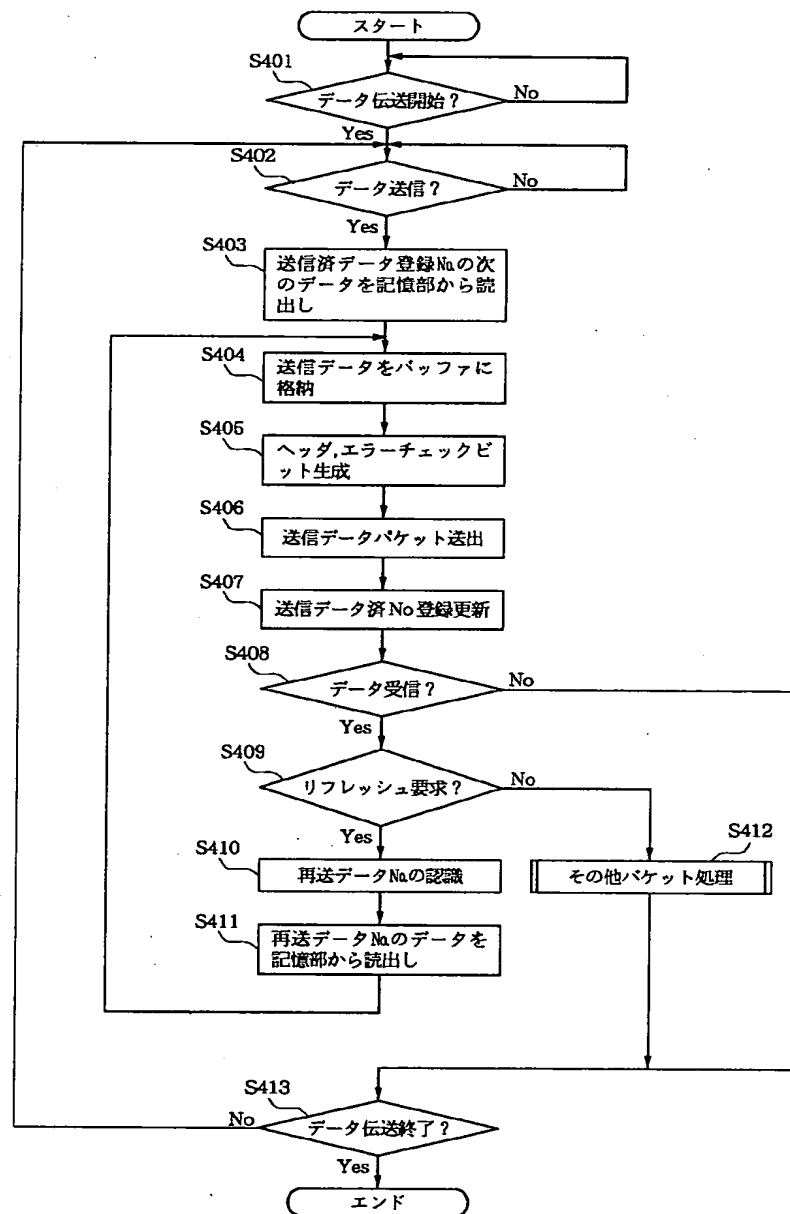 スタート
S401
データ伝送開始?
No
Yes
S402
データ送信?
No
Yes
S403
送信済データ登録№の次
のデータを記憶部から読
出し
S404
送信データをバッファに
格納
S405
ヘッダ,エラーチェックビ
ット生成
S406
送信データパケット送出
S407
送信データ済No登録更新
S408
データ受信?
No
Yes
S409
リフレッシュ要求?
No
Yes
S410
再送データ№の認識
S412
その他パケット処理
S411
再送データ№のデータを
記憶部から読出し
S413
データ伝送終了?
No
Yes
エンド